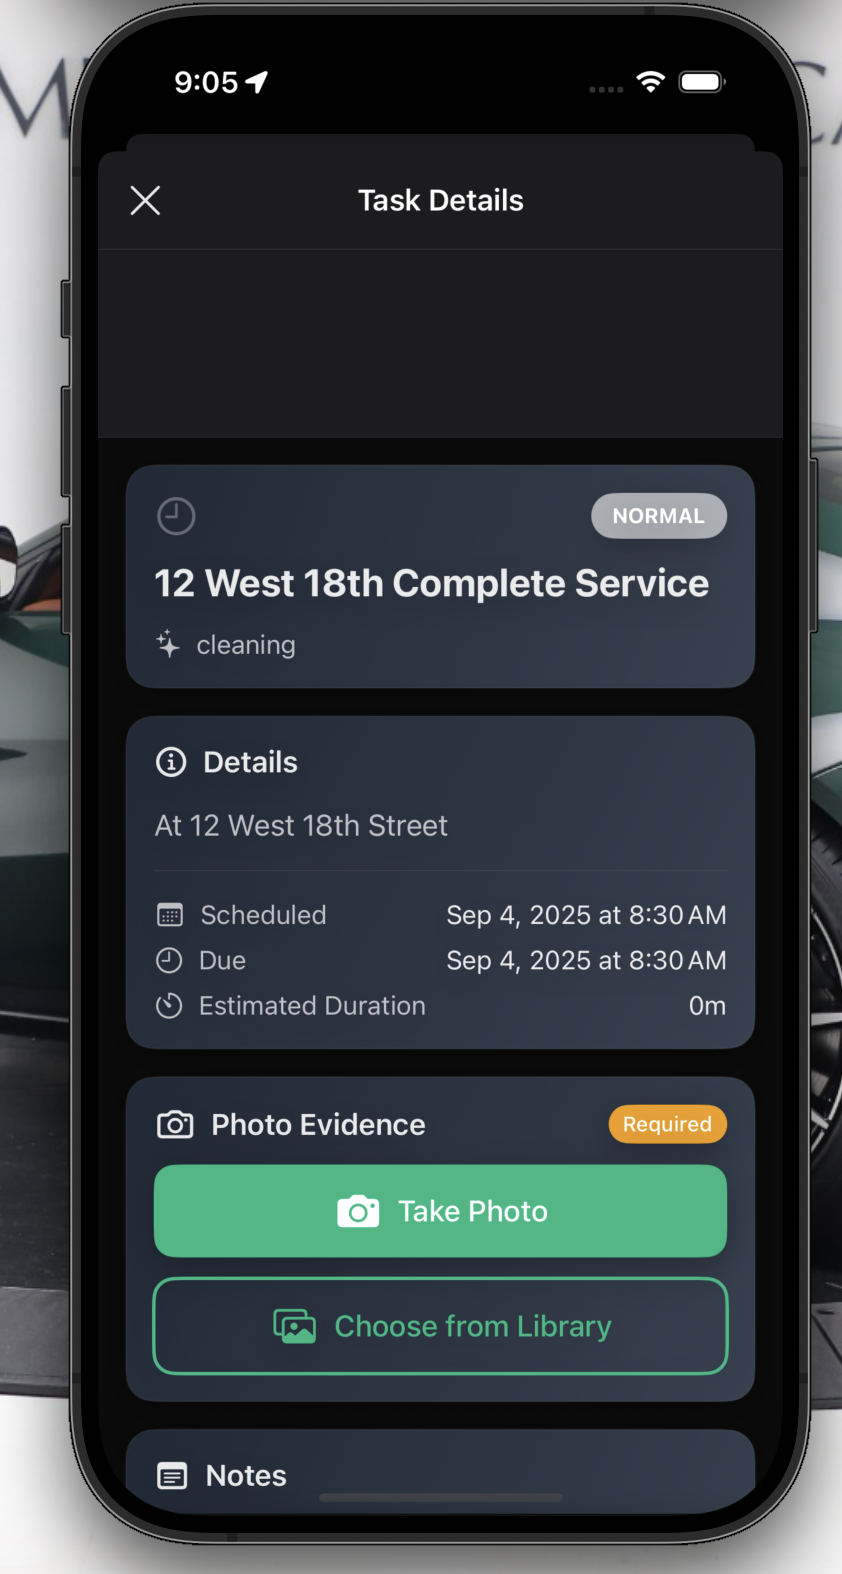 9:05
Task Details
NORMAL
12 West 18th Complete Service
cleaning
Details
At 12 West 18th Street
Scheduled Sep 4, 2025 at 8:30 AM
Due Sep 4, 2025 at 8:30 AM
Estimated Duration 0m
Photo Evidence Required
Take Photo
Choose from Library
Notes